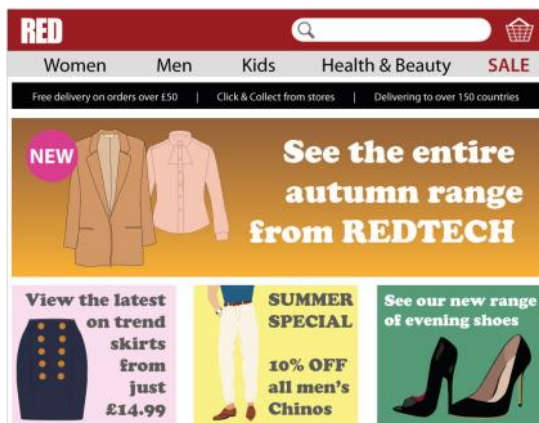 RED
Women Men Kids Health & Beauty SALE
Free delivery on orders over £50 | Click & Collect from stores | Delivering to over 150 countries
NEW
See the entire
autumn range
from REDTECH
View the latest
on trend
skirts
from
just
£14.99
SUMMER
SPECIAL
10% OFF
all men's
Chinos
See our new range
of evening shoes